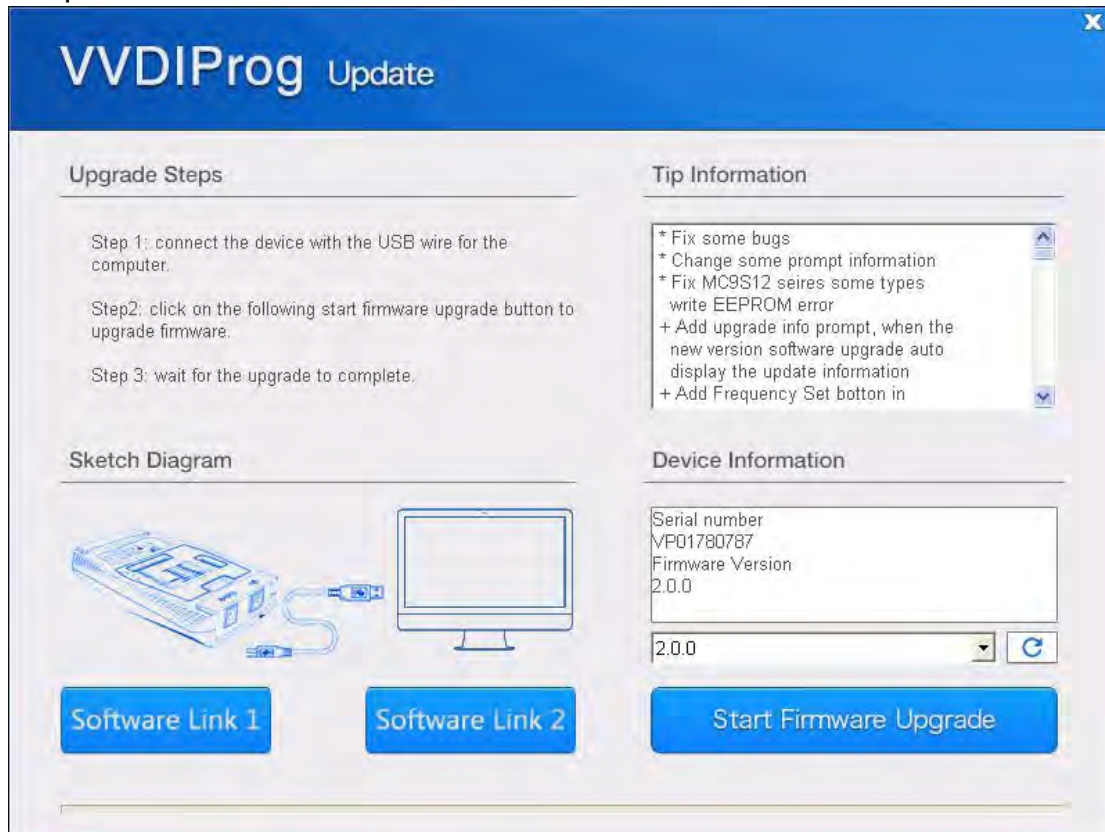 X
VVDIProg Update
Upgrade Steps
Step 1: connect the device with the USB wire for the
computer.
Step2: click on the following start firmware upgrade button to
upgrade firmware.
Step 3: wait for the upgrade to complete.
Tip Information
* Fix some bugs
* Change some prompt information
* Fix MC9S12 seires some types
write EEPROM error
+ Add upgrade info prompt, when the
new version software upgrade auto
display the update information
+ Add Frequency Set botton in
Sketch Diagram
Software Link 1
Software Link 2
Device Information
Serial number
VP01780787
Firmware Version
2.0.0
2.0.0
Start Firmware Upgrade